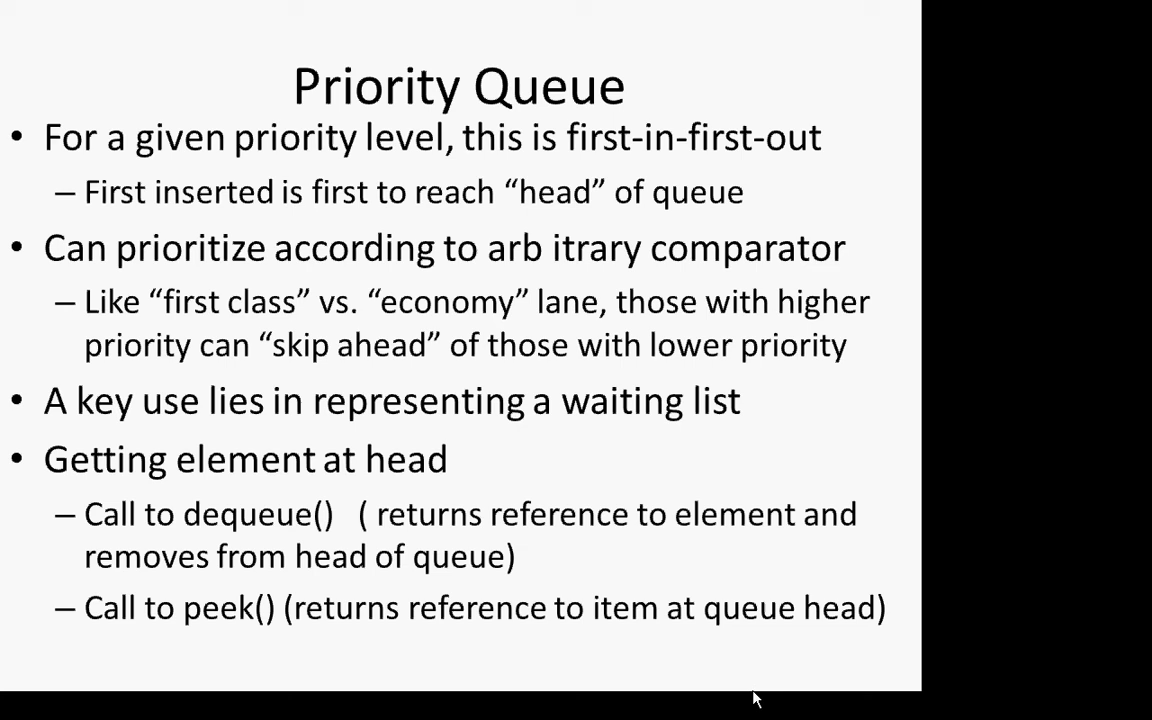 Priority Queue
• For a given priority level, this is first-in-first-out
– First inserted is first to reach “head” of queue
• Can prioritize according to arb itrary comparator
– Like “first class” vs. “economy” lane, those with higher
priority can “skip ahead” of those with lower priority
• A key use lies in representing a waiting list
• Getting element at head
– Call to dequeue() ( returns reference to element and
removes from head of queue)
– Call to peek() (returns reference to item at queue head)